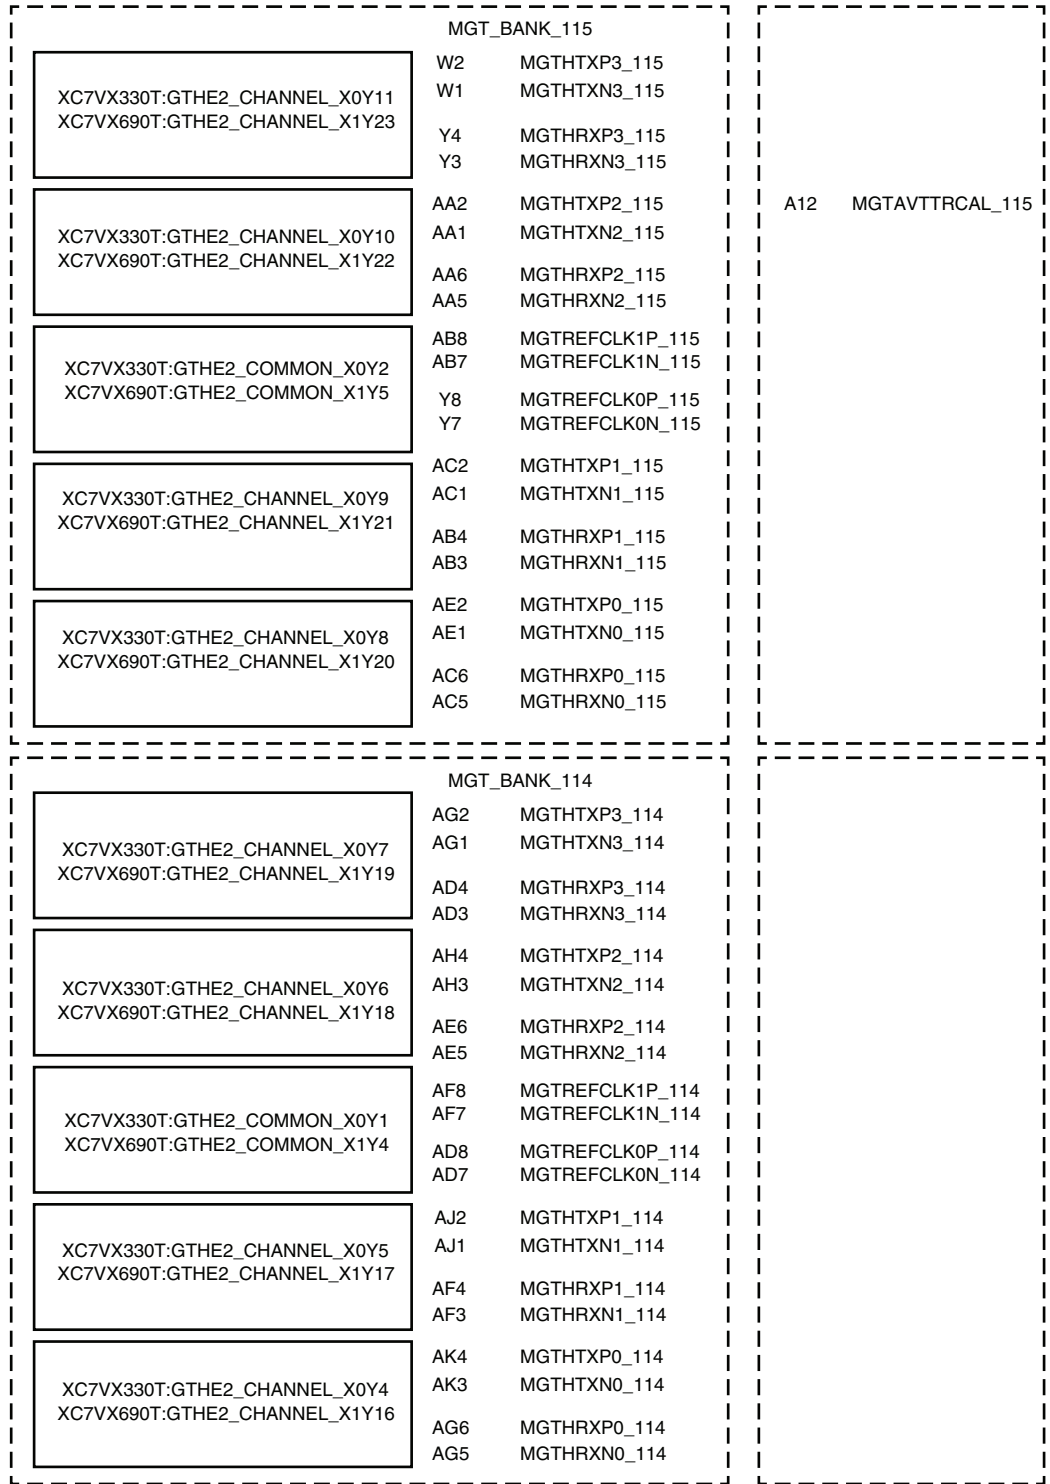 MGT_BANK_115
W2 MGTHTXP3_115
XC7VX330T:GTHE2_CHANNEL_X0Y11 W1 MGTHTXN3_115
XC7VX690T:GTHE2_CHANNEL_X1Y23
Y4 MGTHRXP3_115
Y3 MGTHRXN3_115
AA2 MGTHTXP2_115 A12 MGTAVTTRCAL_115
XC7VX330T:GTHE2_CHANNEL_X0Y10 AA1 MGTHTXN2_115
XC7VX690T:GTHE2_CHANNEL_X1Y22
AA6 MGTHRXP2_115
AA5 MGTHRXN2_115
AB8 MGTREFCLK1P_115
AB7 MGTREFCLK1N_115
XC7VX330T:GTHE2_COMMON_X0Y2
XC7VX690T:GTHE2_COMMON_X1Y5
Y8 MGTREFCLK0P_115
Y7 MGTREFCLK0N_115
AC2 MGTHTXP1_115
XC7VX330T:GTHE2_CHANNEL_X0Y9 AC1 MGTHTXN1_115
XC7VX690T:GTHE2_CHANNEL_X1Y21
AB4 MGTHRXP1_115
AB3 MGTHRXN1_115
AE2 MGTHTXP0_115
XC7VX330T:GTHE2_CHANNEL_X0Y8 AE1 MGTHTXN0_115
XC7VX690T:GTHE2_CHANNEL_X1Y20
AC6 MGTHRXP0_115
AC5 MGTHRXN0_115
MGT_BANK_114
AG2 MGTHTXP3_114
XC7VX330T:GTHE2_CHANNEL_X0Y7 AG1 MGTHTXN3_114
XC7VX690T:GTHE2_CHANNEL_X1Y19
AD4 MGTHRXP3_114
AD3 MGTHRXN3_114
AH4 MGTHTXP2_114
XC7VX330T:GTHE2_CHANNEL_X0Y6 AH3 MGTHTXN2_114
XC7VX690T:GTHE2_CHANNEL_X1Y18
AE6 MGTHRXP2_114
AE5 MGTHRXN2_114
AF8 MGTREFCLK1P_114
AF7 MGTREFCLK1N_114
XC7VX330T:GTHE2_COMMON_X0Y1
XC7VX690T:GTHE2_COMMON_X1Y4
AD8 MGTREFCLK0P_114
AD7 MGTREFCLK0N_114
AJ2 MGTHTXP1_114
XC7VX330T:GTHE2_CHANNEL_X0Y5 AJ1 MGTHTXN1_114
XC7VX690T:GTHE2_CHANNEL_X1Y17
AF4 MGTHRXP1_114
AF3 MGTHRXN1_114
AK4 MGTHTXP0_114
XC7VX330T:GTHE2_CHANNEL_X0Y4 AK3 MGTHTXN0_114
XC7VX690T:GTHE2_CHANNEL_X1Y16
AG6 MGTHRXP0_114
AG5 MGTHRXN0_114